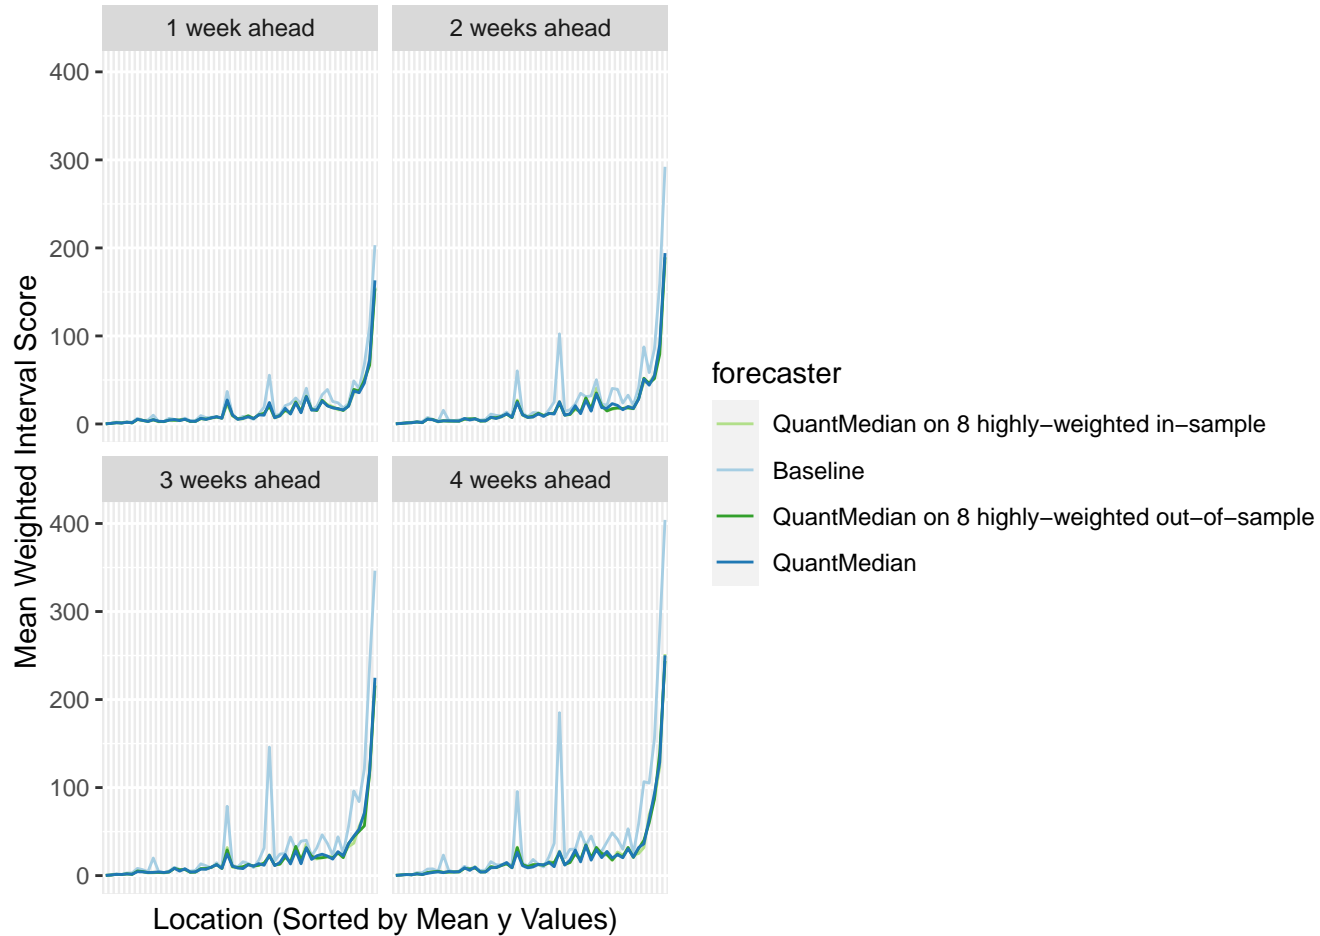 1 week ahead
2 weeks ahead
400
300
200
100
0
3 weeks ahead
4 weeks ahead
400
300
200
100
0
Mean Weighted Interval Score
Location (Sorted by Mean y Values)
forecaster
QuantMedian on 8 highly−weighted in−sample
Baseline
QuantMedian on 8 highly−weighted out−of−sample
QuantMedian